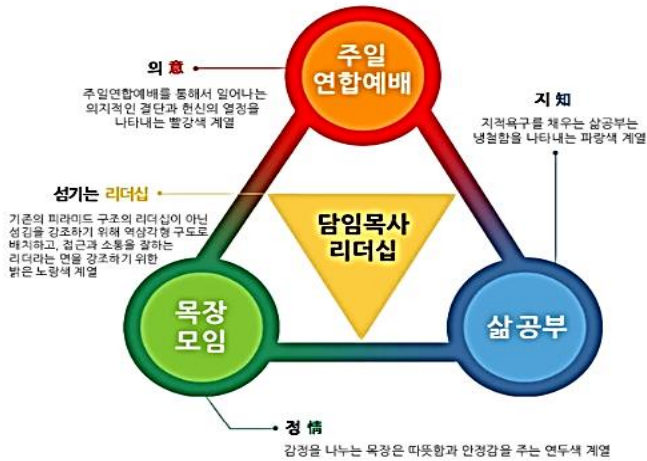 주일
연합예배
의 意
주일연합예배를 통해서 일어나는
의지적인 결단과 헌신의 열정을
나타내는 빨강색 계열
지 知
지적욕구를 채우는 삶공부는
냉철함을 나타내는 파랑색 계열
섬기는 리더십
기존의 피라미드 구조의 리더십이 아닌
섬김을 강조하기 위해 역삼각형 구도로
배치하고, 접근과 소통을 잘하는
리더라는 면을 강조하기 위한
밝은 노랑색 계열
담임목사
리더십
목장
모임
삶공부
정 情
감정을 나누는 목장은 따뜻함과 안정감을 주는 연두색 계열